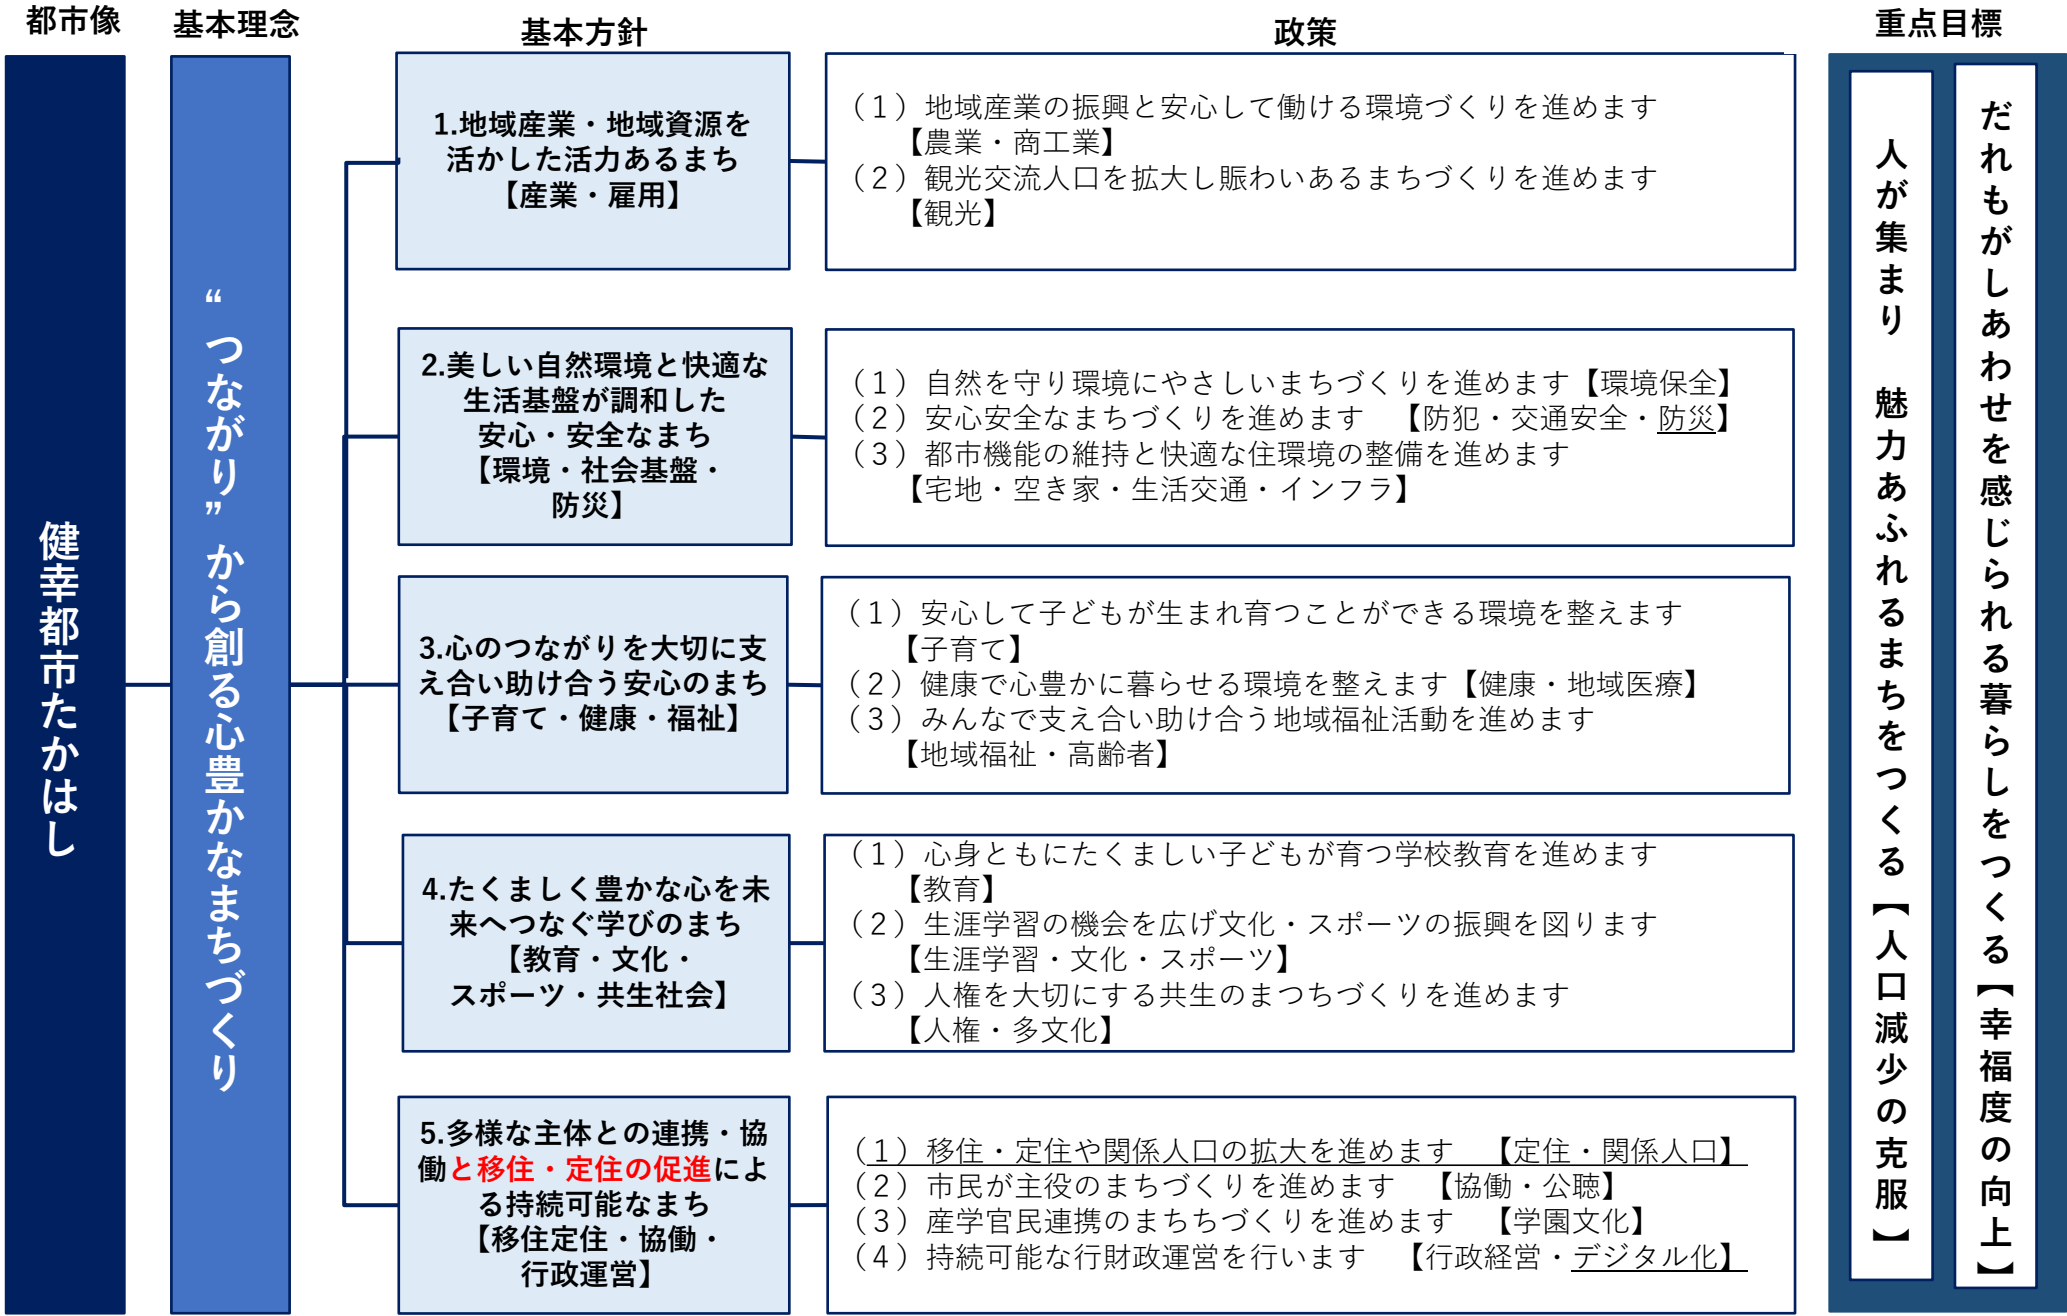 都市像
基本理念
基本方針
政策
重点目標
健幸都市たかはし
“つながり”から創る心豊かなまちづくり
1.地域産業・地域資源を
活かした活力あるまち
【産業・雇用】
（１）地域産業の振興と安心して働ける環境づくりを進めます
【農業・商工業】
（２）観光交流人口を拡大し賑わいあるまちづくりを進めます
【観光】
2.美しい自然環境と快適な
生活基盤が調和した
安心・安全なまち
【環境・社会基盤・
防災】
（１）自然を守り環境にやさしいまちづくりを進めます【環境保全】
（２）安心安全なまちづくりを進めます　【防犯・交通安全・防災】
（３）都市機能の維持と快適な住環境の整備を進めます
【宅地・空き家・生活交通・インフラ】
3.心のつながりを大切に支
え合い助け合う安心のまち
【子育て・健康・福祉】
（１）安心して子どもが生まれ育つことができる環境を整えます
【子育て】
（２）健康で心豊かに暮らせる環境を整えます【健康・地域医療】
（３）みんなで支え合い助け合う地域福祉活動を進めます
【地域福祉・高齢者】
4.たくましく豊かな心を未
来へつなぐ学びのまち
【教育・文化・
スポーツ・共生社会】
（１）心身ともにたくましい子どもが育つ学校教育を進めます
【教育】
（２）生涯学習の機会を広げ文化・スポーツの振興を図ります
【生涯学習・文化・スポーツ】
（３）人権を大切にする共生のまつちづくりを進めます
【人権・多文化】
5.多様な主体との連携・協
働と移住・定住の促進によ
る持続可能なまち
【移住定住・協働・
行政運営】
（１）移住・定住や関係人口の拡大を進めます　【定住・関係人口】
（２）市民が主役のまちづくりを進めます　【協働・公聴】
（３）産学官民連携のまちちづくりを進めます　【学園文化】
（４）持続可能な行財政運営を行います　【行政経営・デジタル化】
だれもがしあわせを感じられる暮らしをつくる【幸福度の向上】
人が集まり　魅力あふれるまちをつくる【人口減少の克服】